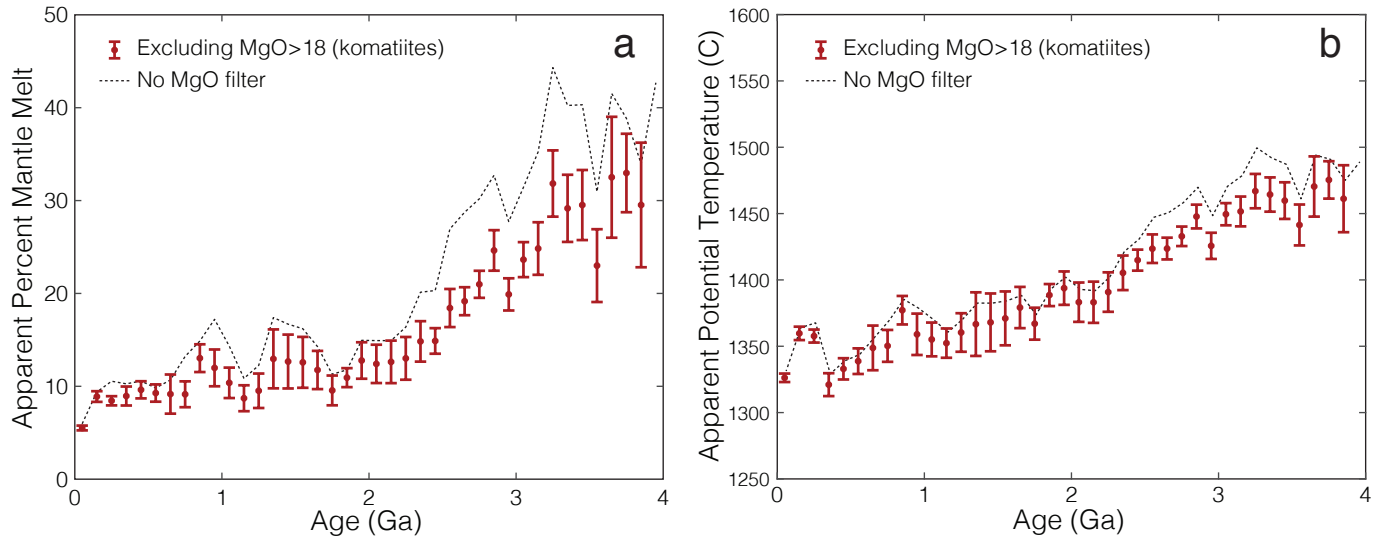 a
Excluding MgO>18 (komatiites)
No MgO filter
Apparent Percent Mantle Melt
50
40
30
20
10
0
0 1 2 3 4
Age (Ga)
b
Excluding MgO>18 (komatiites)
No MgO filter
Apparent Potential Temperature (C)
1600
1550
1500
1450
1400
1350
1300
1250
0 1 2 3 4
Age (Ga)